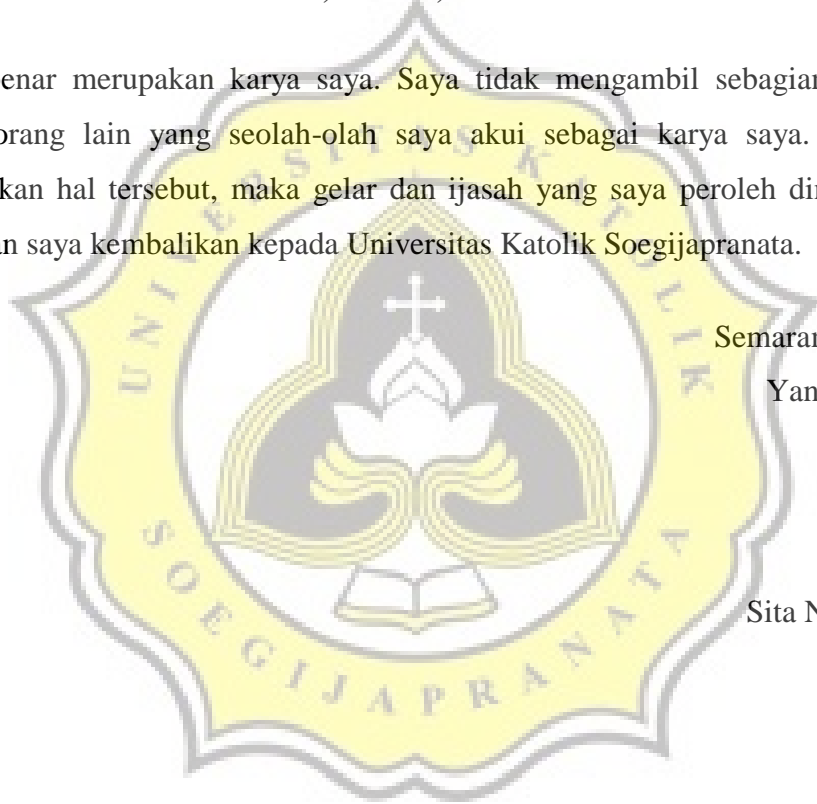 enar merupakan karya saya. Saya tidak mengambil sebagian
orang lain yang seolah-olah saya akui sebagai karya saya.
kan hal tersebut, maka gelar dan ijasah yang saya peroleh di
an saya kembalikan kepada Universitas Katolik Soegijapranata.
Semaran
Yan
Sita N
UNIVERSITAS KATOLIK
SOEGIJAPRANATA